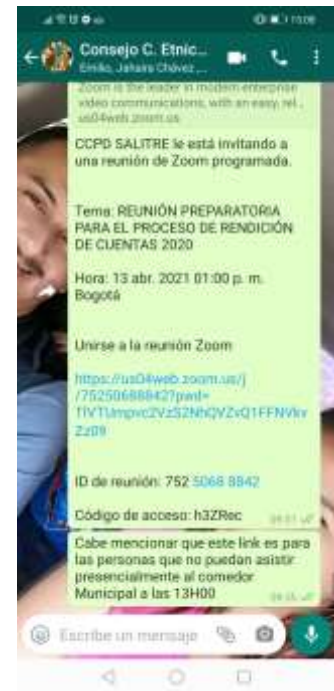 Consejo C. Etnic...
Emilio, Jahaira Chávez ...
Zoom is the leader in modern enterprise
video communications, with an easy, rel...
us04web.zoom.us
CCPD SALITRE le está invitando a
una reunión de Zoom programada.
Tema: REUNIÓN PREPARATORIA
PARA EL PROCESO DE RENDICIÓN
DE CUENTAS 2020
Hora: 13 abr. 2021 01:00 p. m.
Bogotá
Unirse a la reunión Zoom
https://us04web.zoom.us/j
/75250688842?pwd=
ID de reunión: 752 5068 8842
Código de acceso: h3ZRec
Cabe mencionar que este link es para
las personas que no puedan asistir
presencialmente al comedor
Municipal a las 13H00
Escribe un mensaje